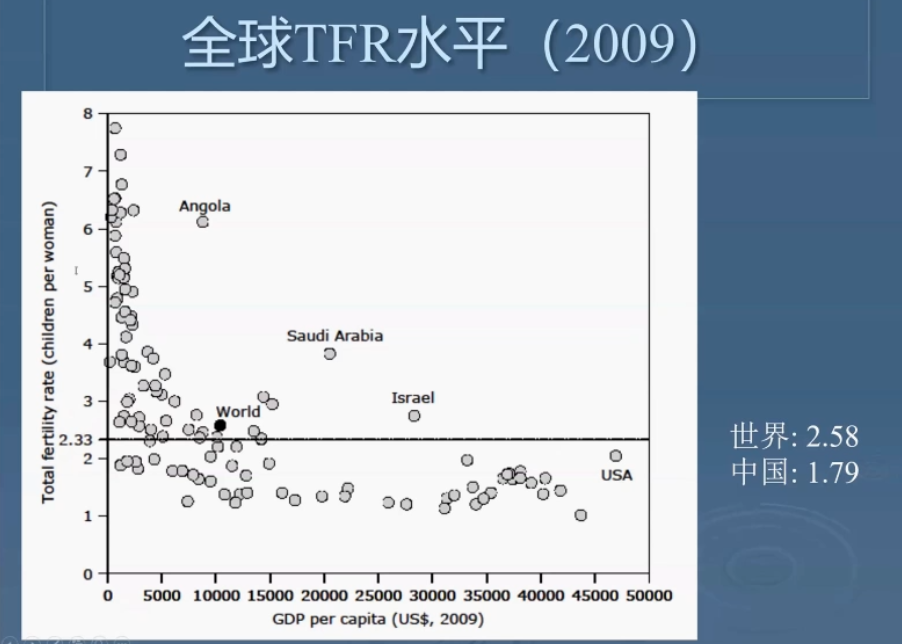 全球TFR水平（2009）
8
7
6
5
4
3
2.33
2
1
0
Total fertility rate (children per woman)
Angola
Saudi Arabia
Israel
World
USA
0 5000 10000 15000 20000 25000 30000 35000 40000 45000 50000
GDP per capita (US$, 2009)
世界: 2.58
中国: 1.79